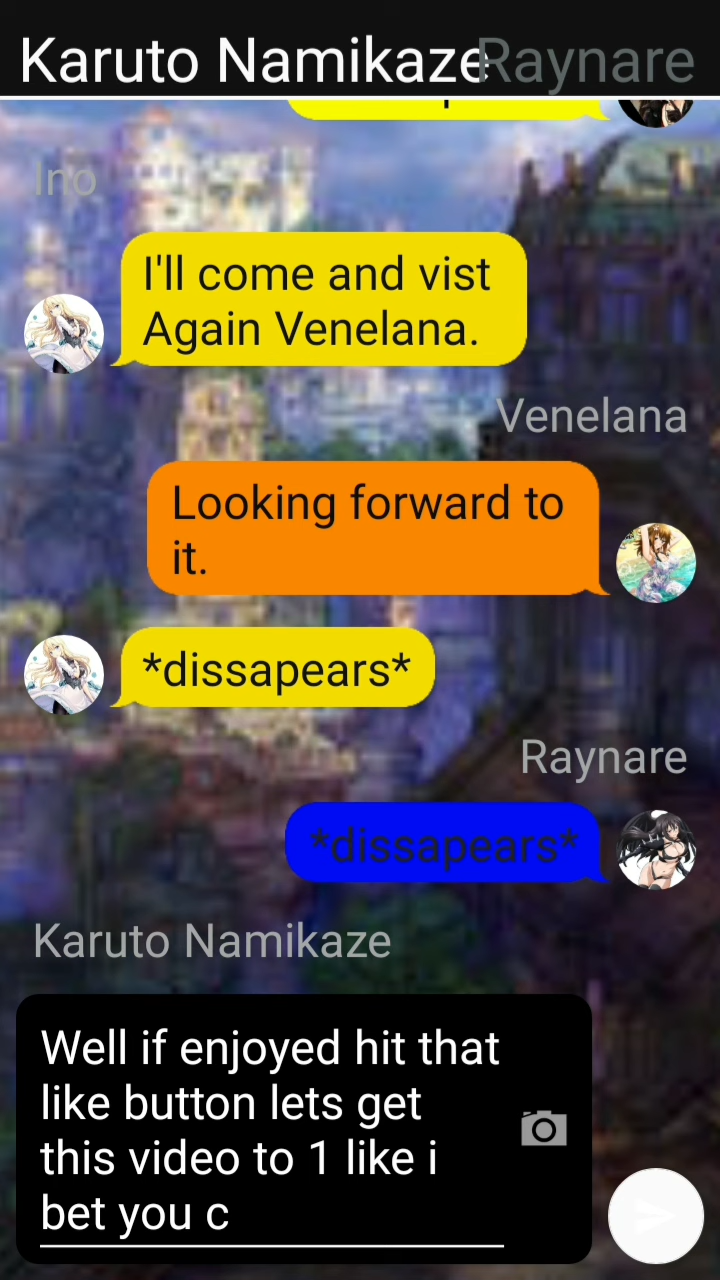 Karuto Namikaze Raynare
Ino
I'll come and vist
Again Venelana.
Venelana
Looking forward to
it.
*dissapears*
Raynare
*dissapears*
Karuto Namikaze
Well if enjoyed hit that
like button lets get
this video to 1 like i
bet you c